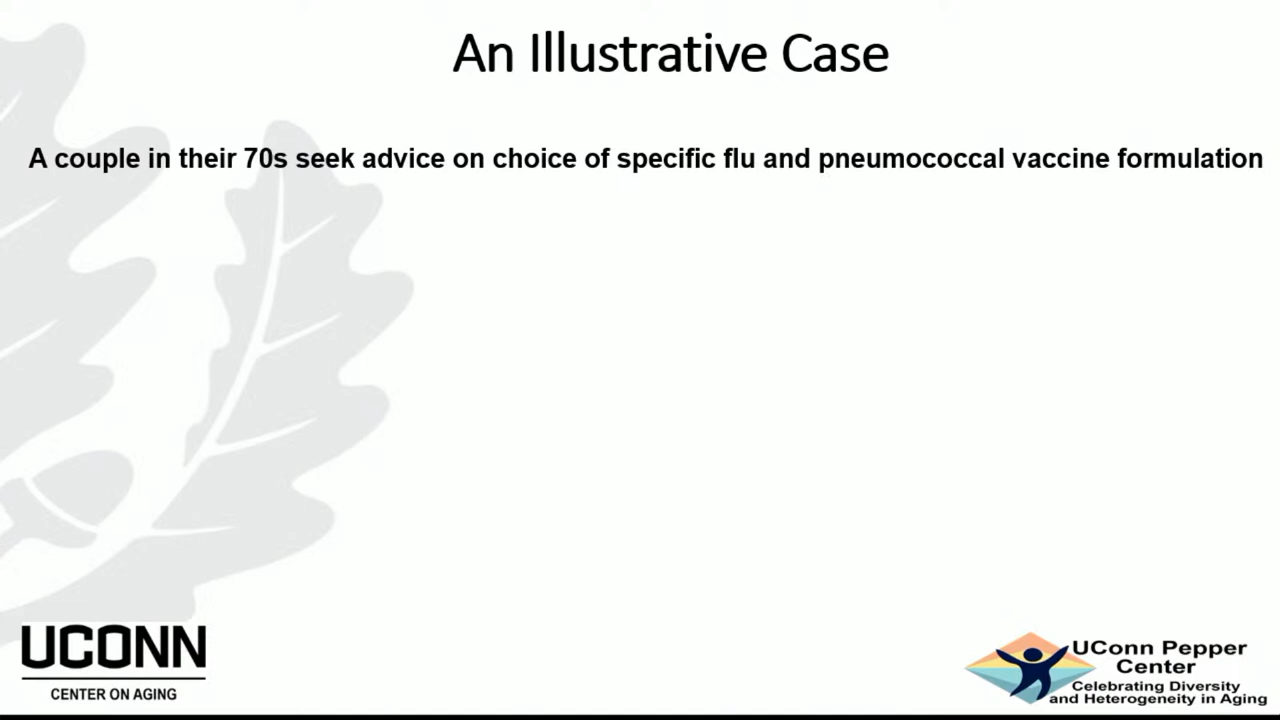 An Illustrative Case
A couple in their 70s seek advice on choice of specific flu and pneumococcal vaccine formulation
UCONN
CENTER ON AGING
UConn Pepper
Center
Celebrating Diversity
and Heterogeneity in Aging